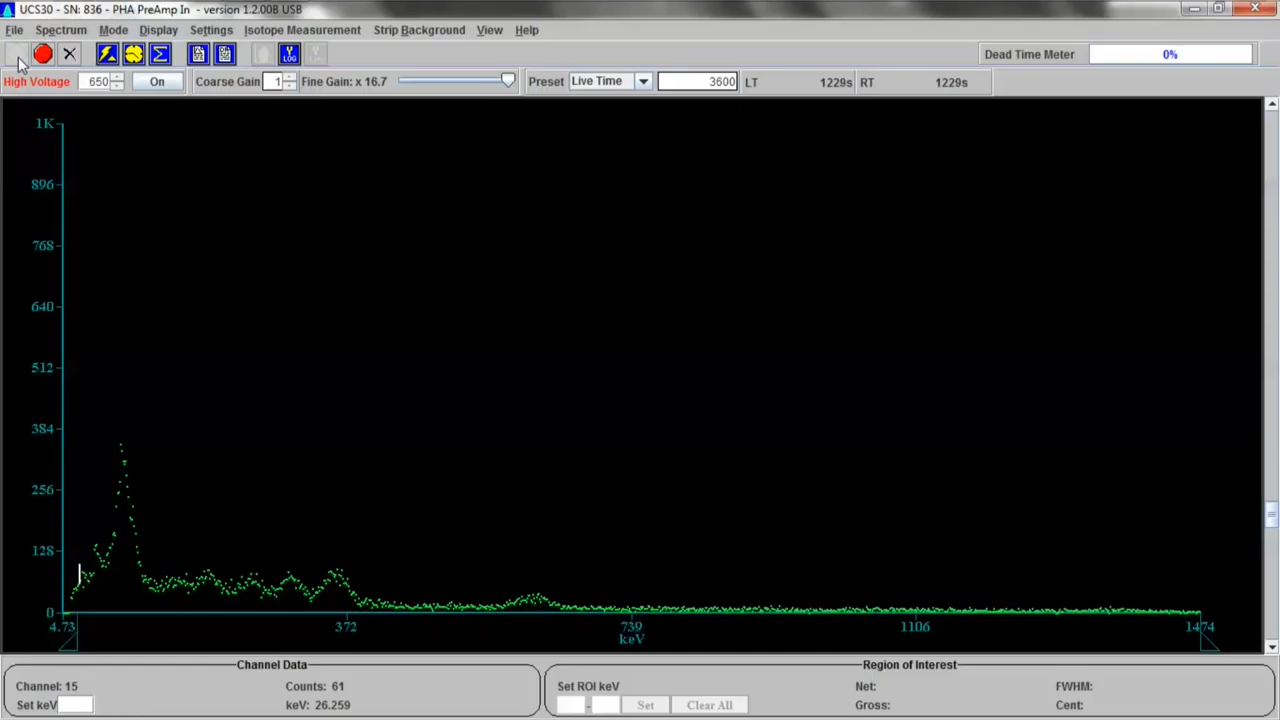 UCS30 - SN: 836 - PHA PreAmp In - version 1.2.00B USB
File Spectrum Mode Display Settings Isotope Measurement Strip Background View Help
Y LOG
Dead Time Meter 0%
High Voltage 650 On Coarse Gain 1 Fine Gain: x 16.7 Preset Live Time 3600 LT 1229s RT 1229s
1K
896
768
640
512
384
256
128
0
4.73 372 739 1106 1474
keV
Channel Data
Channel: 15 Counts: 61
Set keV keV: 26.259
Region of Interest
Set ROI keV Net: FWHM:
- Set Clear All Gross: Cent: